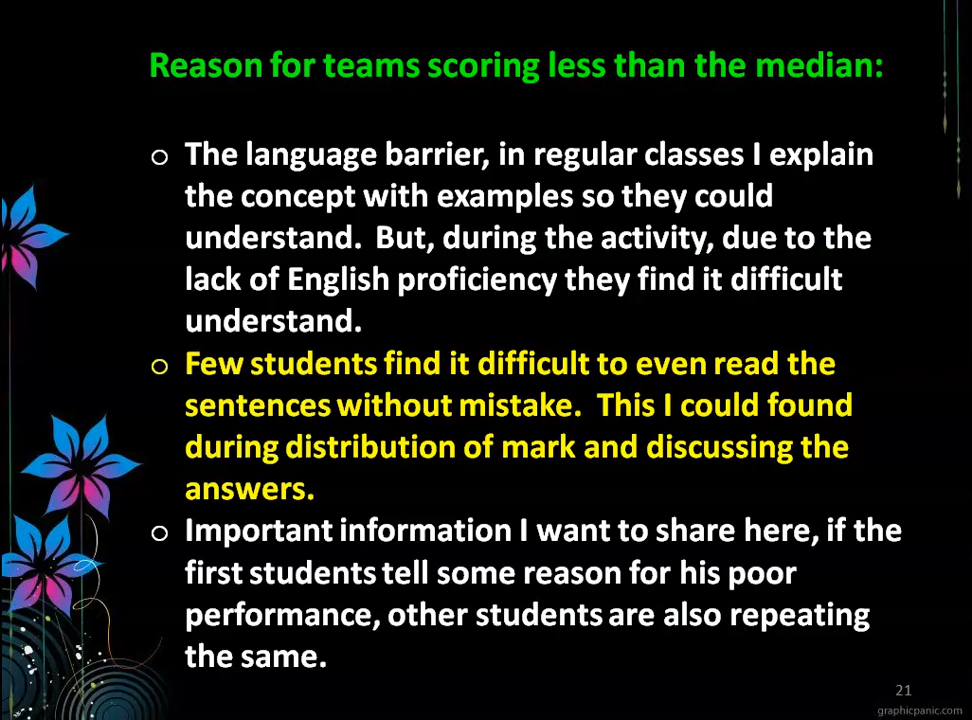 Reason for teams scoring less than the median:
The language barrier, in regular classes I explain
the concept with examples so they could
understand. But, during the activity, due to the
lack of English proficiency they find it difficult
understand.
Few students find it difficult to even read the
sentences without mistake. This I could found
during distribution of mark and discussing the
answers.
Important information I want to share here, if the
first students tell some reason for his poor
performance, other students are also repeating
the same.
21
graphicpanic.com